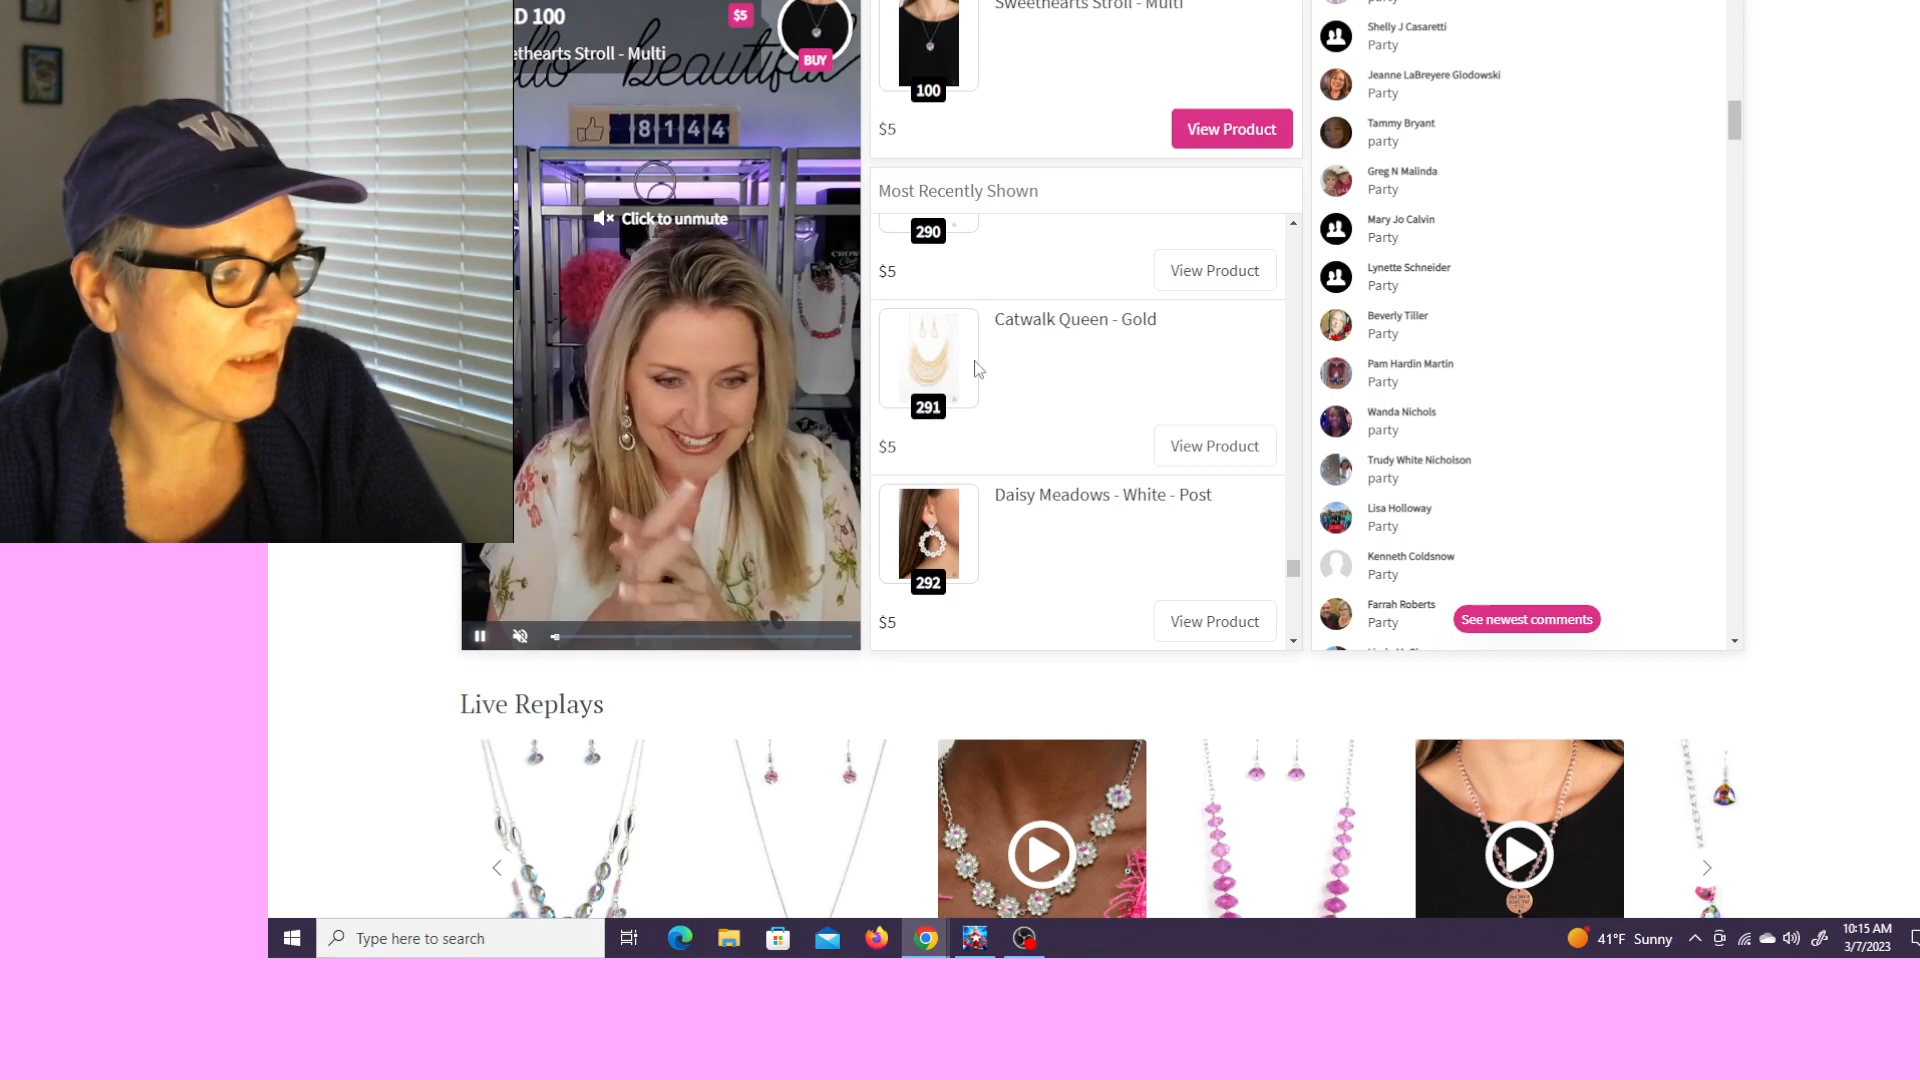 D 100
ethearts Stroll - Multi
$5
BUY
llo beautiful
8144
Click to unmute
W
CROWN
Sweethearts Stroll - Multi
100
$5
View Product
Most Recently Shown
290
$5
View Product
Catwalk Queen - Gold
291
$5
View Product
Daisy Meadows - White - Post
292
$5
View Product
party
Shelly J Casaretti
Party
Jeanne LaBreyere Glodowski
Party
Tammy Bryant
party
Greg N Malinda
Party
Mary Jo Calvin
Party
Lynette Schneider
Party
Beverly Tiller
Party
Pam Hardin Martin
Party
Wanda Nichols
party
Trudy White Nicholson
party
Lisa Holloway
Party
Kenneth Coldsnow
Party
Farrah Roberts
Party
See newest comments
Live Replays
Type here to search
41°F Sunny
10:15 AM
3/7/2023